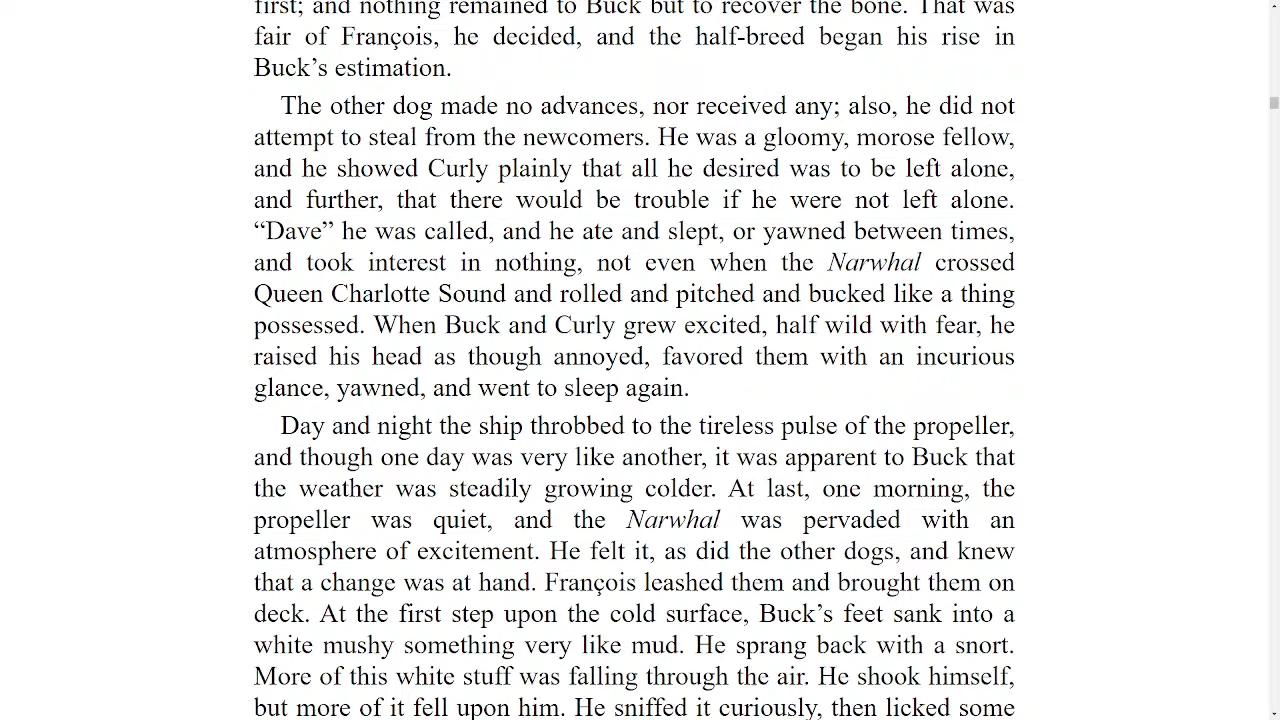 first; and nothing remained to Buck but to recover the bone. That was
fair of François, he decided, and the half-breed began his rise in
Buck’s estimation.
The other dog made no advances, nor received any; also, he did not
attempt to steal from the newcomers. He was a gloomy, morose fellow,
and he showed Curly plainly that all he desired was to be left alone,
and further, that there would be trouble if he were not left alone.
“Dave” he was called, and he ate and slept, or yawned between times,
and took interest in nothing, not even when the Narwhal crossed
Queen Charlotte Sound and rolled and pitched and bucked like a thing
possessed. When Buck and Curly grew excited, half wild with fear, he
raised his head as though annoyed, favored them with an incurious
glance, yawned, and went to sleep again.
Day and night the ship throbbed to the tireless pulse of the propeller,
and though one day was very like another, it was apparent to Buck that
the weather was steadily growing colder. At last, one morning, the
propeller was quiet, and the Narwhal was pervaded with an
atmosphere of excitement. He felt it, as did the other dogs, and knew
that a change was at hand. François leashed them and brought them on
deck. At the first step upon the cold surface, Buck’s feet sank into a
white mushy something very like mud. He sprang back with a snort.
More of this white stuff was falling through the air. He shook himself,
but more of it fell upon him. He sniffed it curiously, then licked some